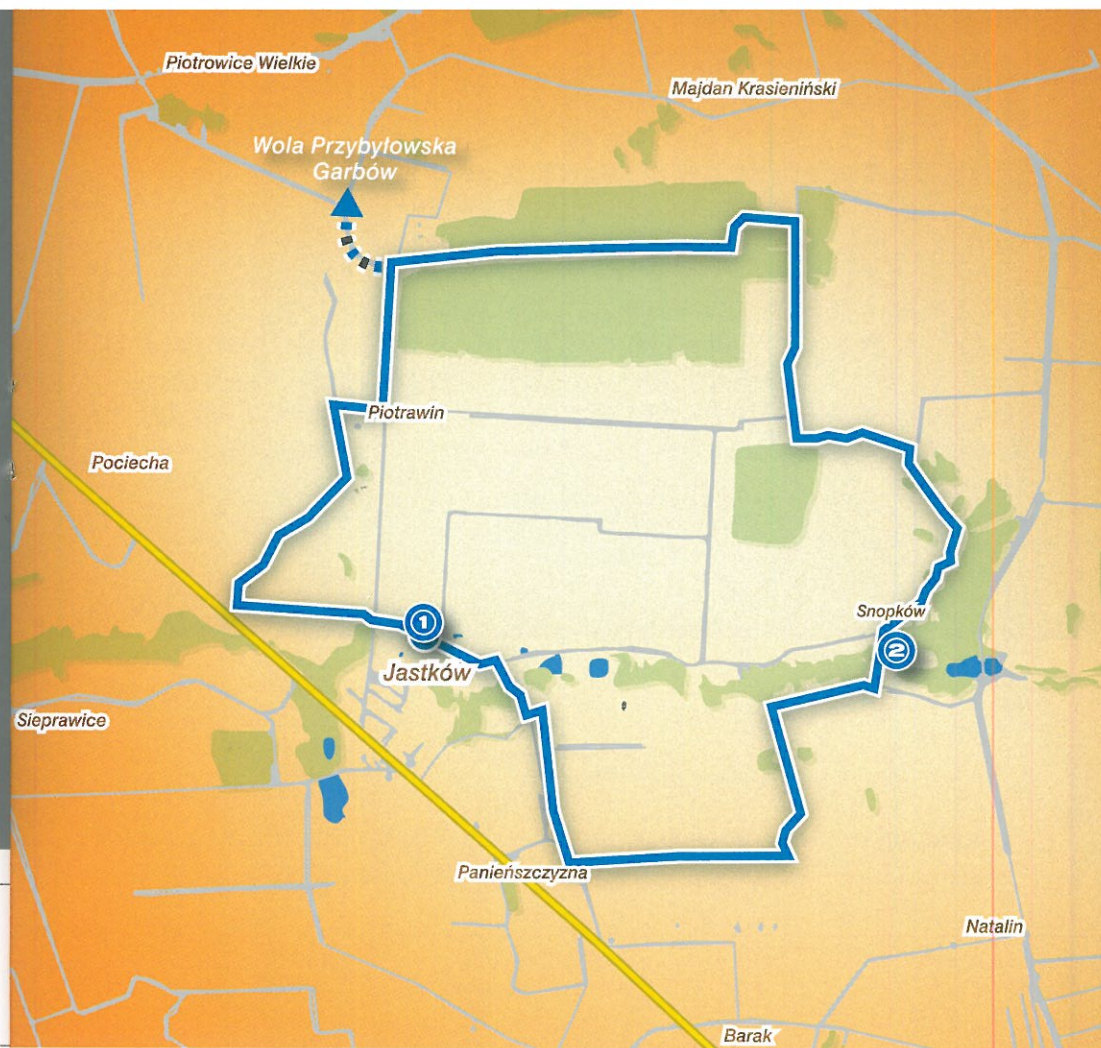 Piotrowice Wielkie
Majdan Krasieniński
Wola Przybyłowska
Garbów
Piotrawin
Pociecha
Snopków
1
2
Jastków
Sieprawice
Panieńszczyzna
Natalin
Barak